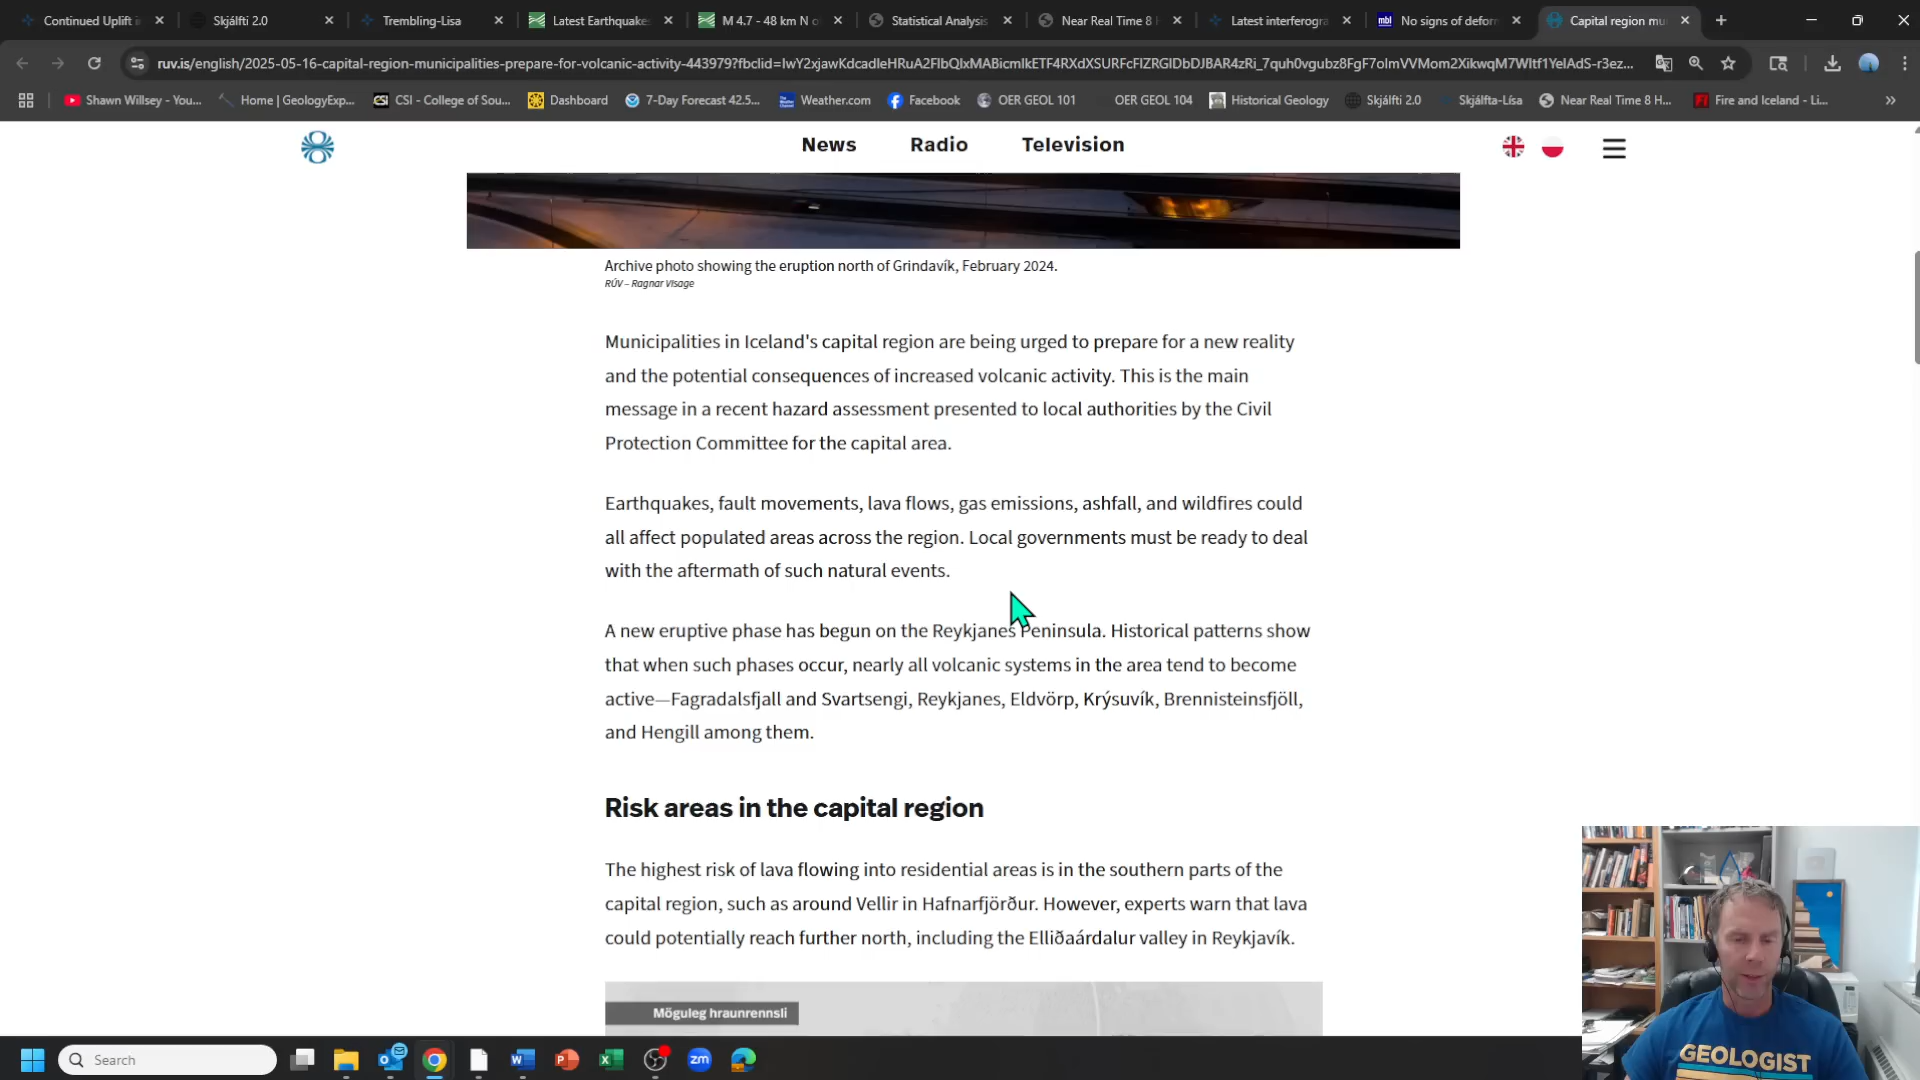 Continued Uplift i
Skjálfti 2.0
Trembling-Lisa
Latest Earthquake
M 4.7 - 48 km N o
Statistical Analysis
Near Real Time 8
Latest interferogra
mbl
No signs of defor
Capital region mu
ruv.is/english/2025-05-16-capital-region-municipalities-prepare-for-volcanic-activity-443979?fbclid=
Shawn Willsey - You...
Home | GeologyExp...
CSI - College of Sou...
Dashboard
7-Day Forecast 42.5...
Weather.com
Facebook
OER GEOL 101
OER GEOL 104
Historical Geology
Skjálfti 2.0
Skjálfta-Lísa
Near Real Time 8 H...
Fire and Iceland - Li...
News
Radio
Television
Archive photo showing the eruption north of Grindavík, February 2024.
RÚV – Ragnar Visage
Municipalities in Iceland's capital region are being urged to prepare for a new reality
and the potential consequences of increased volcanic activity. This is the main
message in a recent hazard assessment presented to local authorities by the Civil
Protection Committee for the capital area.
Earthquakes, fault movements, lava flows, gas emissions, ashfall, and wildfires could
all affect populated areas across the region. Local governments must be ready to deal
with the aftermath of such natural events.
A new eruptive phase has begun on the Reykjanes Peninsula. Historical patterns show
that when such phases occur, nearly all volcanic systems in the area tend to become
active—Fagradalsfjall and Svartsengi, Reykjanes, Eldvörp, Krýsuvík, Brennisteinsfjöll,
and Hengill among them.
Risk areas in the capital region
The highest risk of lava flowing into residential areas is in the southern parts of the
capital region, such as around Vellir in Hafnarfjörður. However, experts warn that lava
could potentially reach further north, including the Elliðaárdalur valley in Reykjavík.
Möguleg hraunrennsli
GEOLOGIST
Search
zm